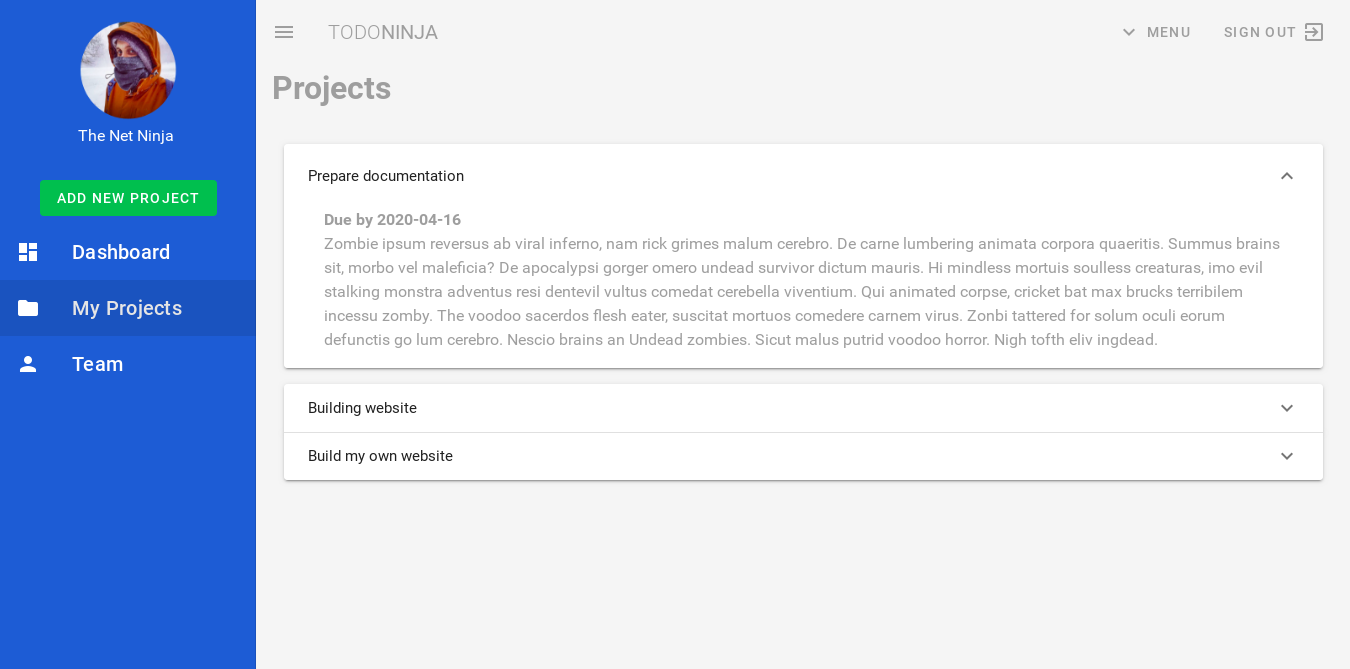 TODONINJA
MENU
SIGN OUT
The Net Ninja
ADD NEW PROJECT
Dashboard
My Projects
Team
Projects
Prepare documentation
Due by 2020-04-16
Zombie ipsum reversus ab viral inferno, nam rick grimes malum cerebro. De carne lumbering animata corpora quaeritis. Summus brains
sit, morbo vel maleficia? De apocalypsi gorger omero undead survivor dictum mauris. Hi mindless mortuis soulless creaturas, imo evil
stalking monstra adventus resi dentevil vultus comedat cerebella viventium. Qui animated corpse, cricket bat max brucks terribilem
incessu zomby. The voodoo sacerdos flesh eater, suscitat mortuos comedere carnem virus. Zonbi tattered for solum oculi eorum
defunctis go lum cerebro. Nescio brains an Undead zombies. Sicut malus putrid voodoo horror. Nigh tofth eliv ingdead.
Building website
Build my own website